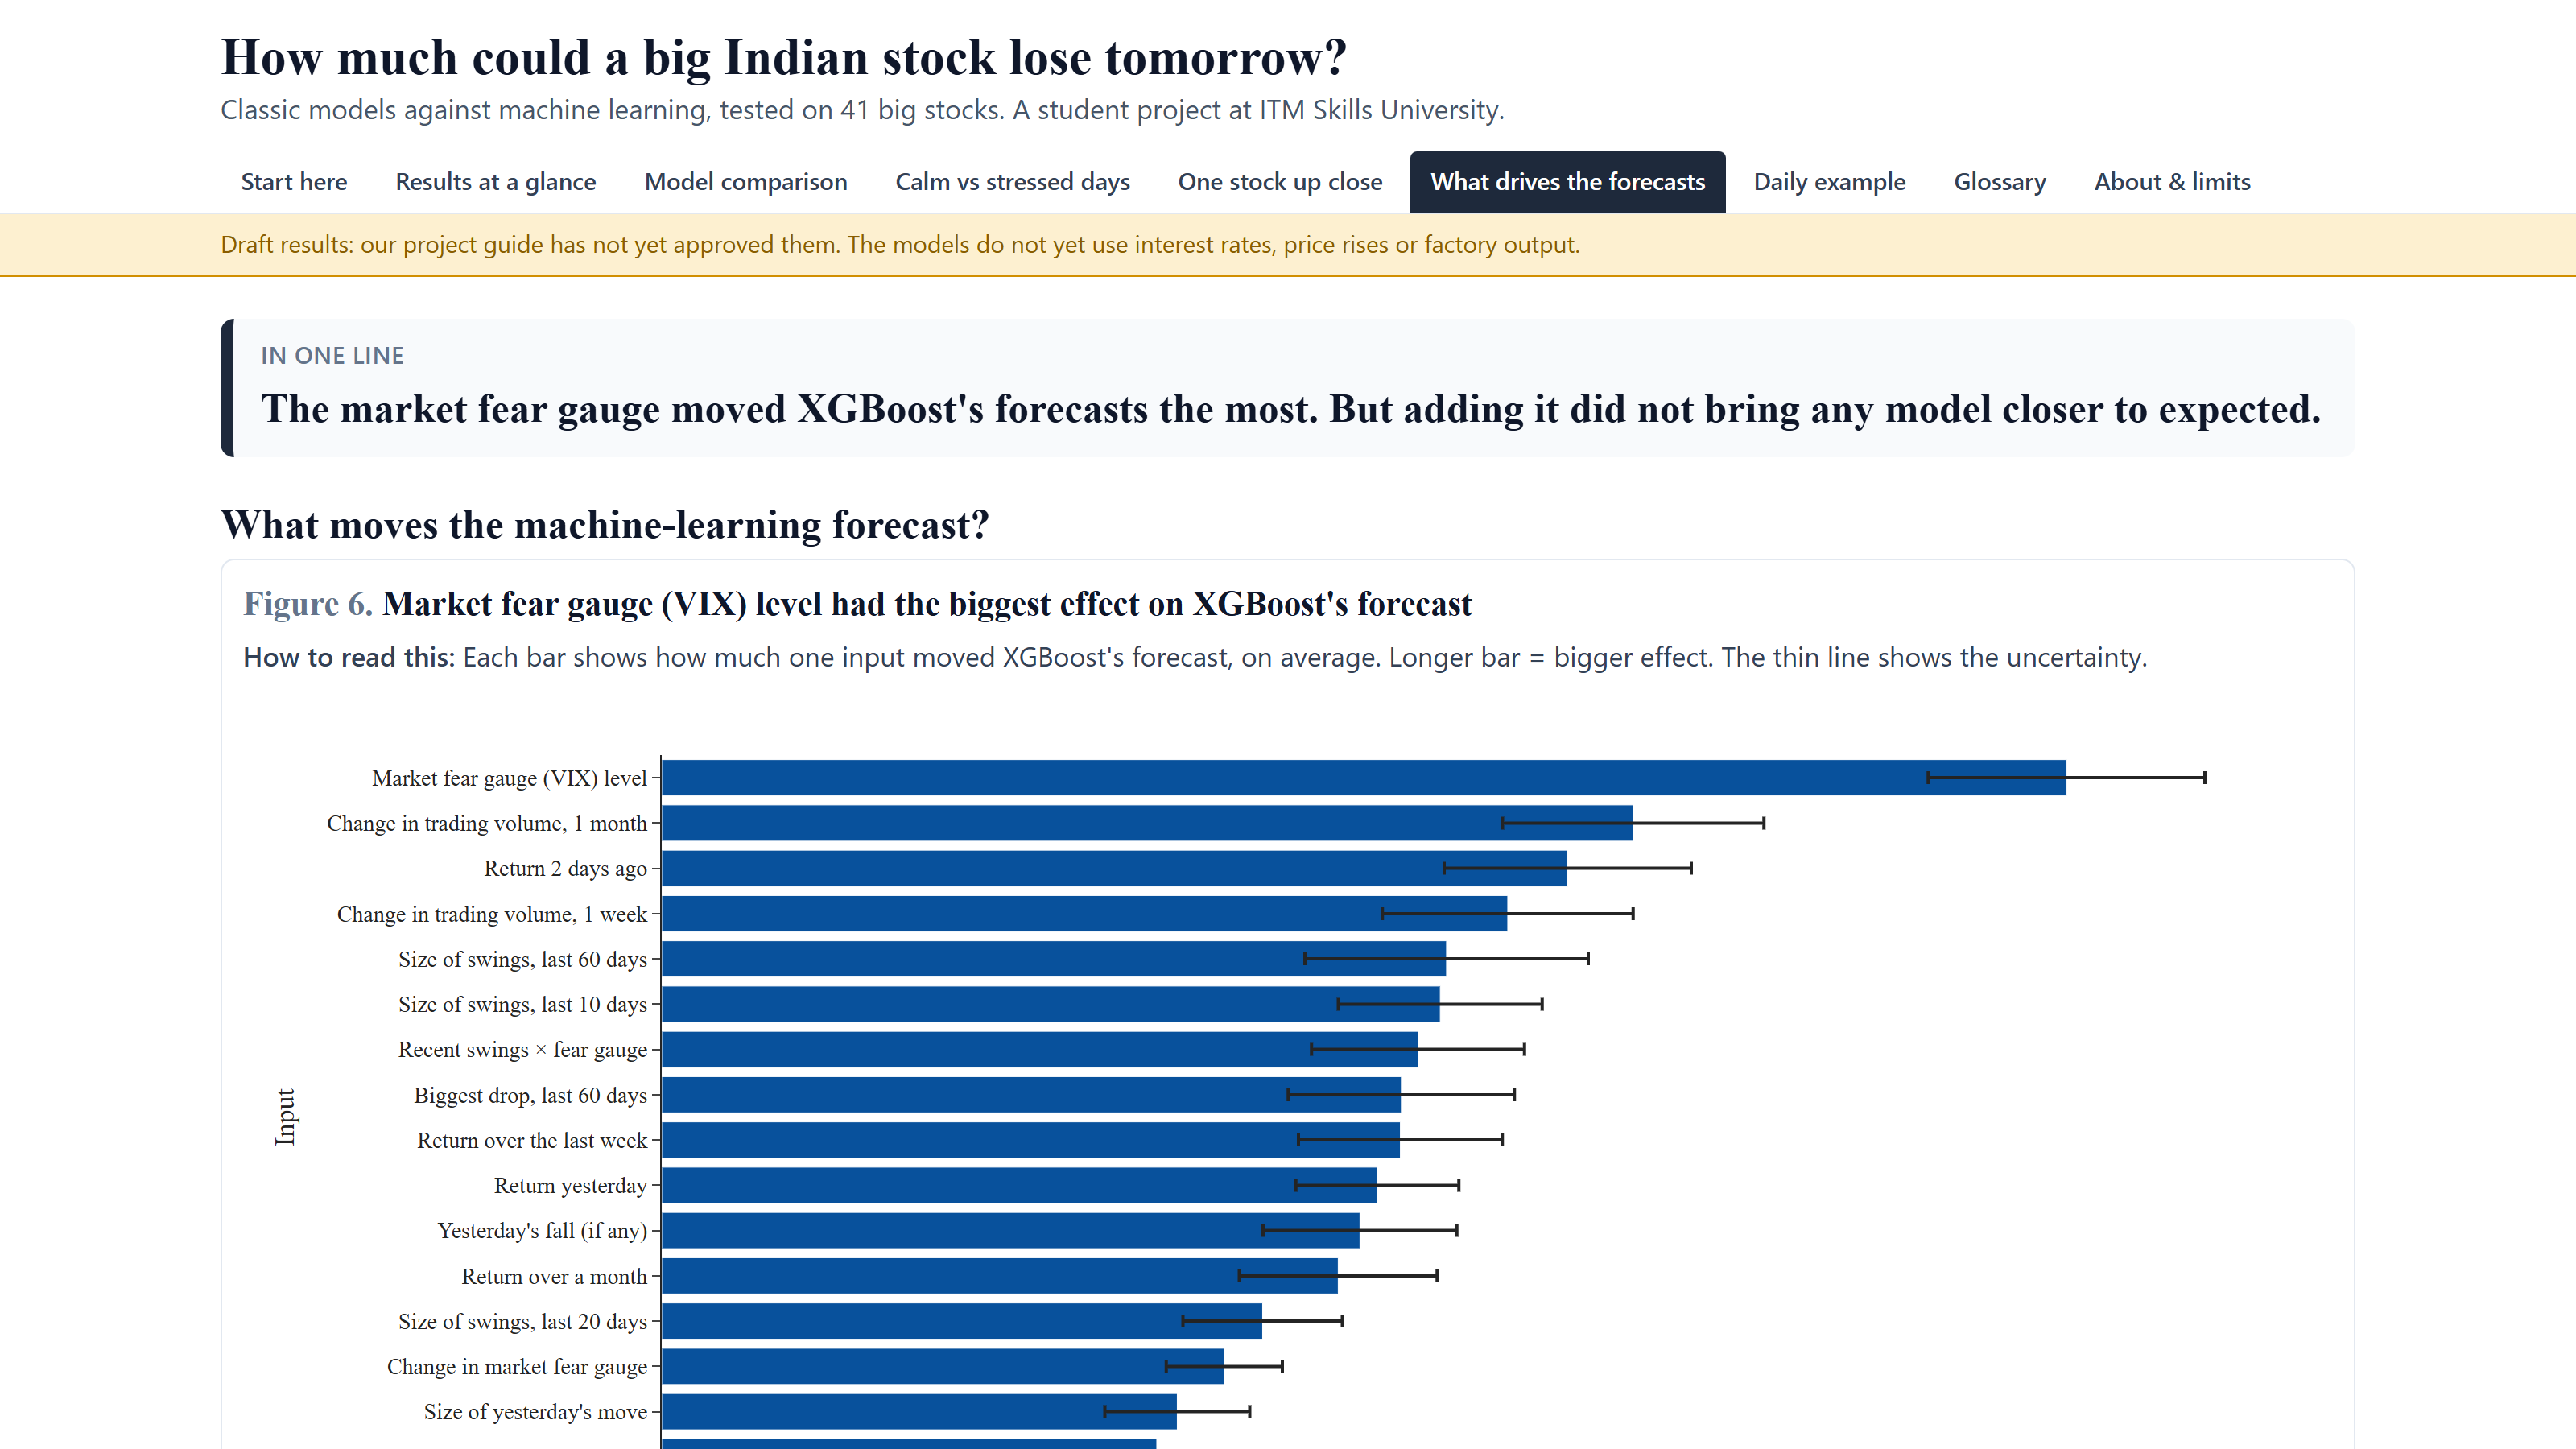 How much could a big Indian stock lose tomorrow?
Classic models against machine learning, tested on 41 big stocks. A student project at ITM Skills University.
Start here
Results at a glance
Model comparison
Calm vs stressed days
One stock up close
What drives the forecasts
Daily example
Glossary
About & limits
Draft results: our project guide has not yet approved them. The models do not yet use interest rates, price rises or factory output.
IN ONE LINE
The market fear gauge moved XGBoost's forecasts the most. But adding it did not bring any model closer to expected.
What moves the machine-learning forecast?
Figure 6. Market fear gauge (VIX) level had the biggest effect on XGBoost's forecast
How to read this: Each bar shows how much one input moved XGBoost's forecast, on average. Longer bar = bigger effect. The thin line shows the uncertainty.
Market fear gauge (VIX) level
Change in trading volume, 1 month
Return 2 days ago
Change in trading volume, 1 week
Size of swings, last 60 days
Size of swings, last 10 days
Recent swings × fear gauge
Biggest drop, last 60 days
Input
Return over the last week
Return yesterday
Yesterday's fall (if any)
Return over a month
Size of swings, last 20 days
Change in market fear gauge
Size of yesterday's move